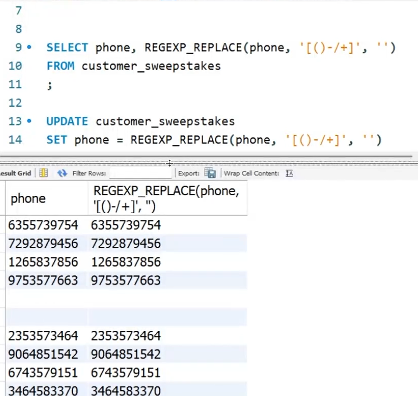 7
8
9 SELECT phone, REGEXP_REPLACE(phone, '[()-/+]', '')
10 FROM customer_sweepstakes
11 ;
12
13 UPDATE customer_sweepstakes
14 SET phone = REGEXP_REPLACE(phone, '[()-/+]', '')
esult Grid Filter Rows: Export: Wrap Cell Content:
phone REGEXP_REPLACE(phone,
'[()-/+]', '')
6355739754 6355739754
7292879456 7292879456
1265837856 1265837856
9753577663 9753577663
2353573464 2353573464
9064851542 9064851542
6743579151 6743579151
3464583370 3464583370